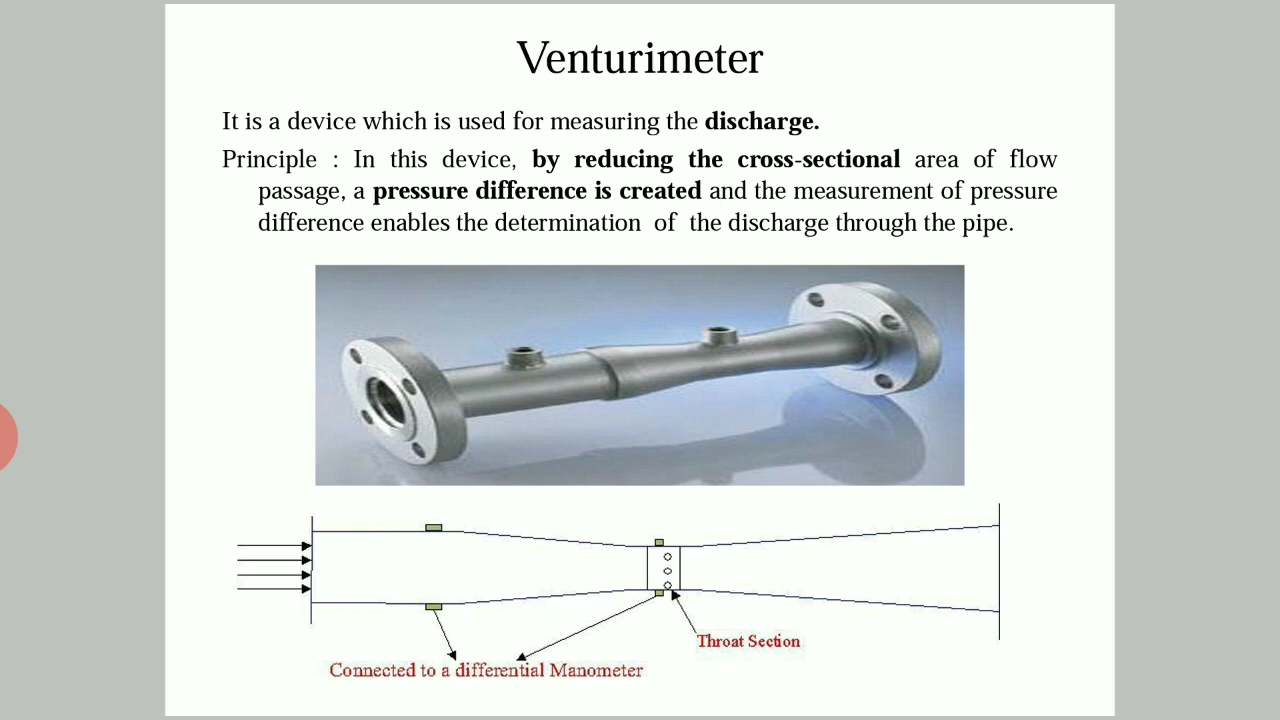 Venturimeter
It is a device which is used for measuring the discharge.
Principle : In this device, by reducing the cross-sectional area of flow
passage, a pressure difference is created and the measurement of pressure
difference enables the determination of the discharge through the pipe.
Throat Section
Connected to a differential Manometer